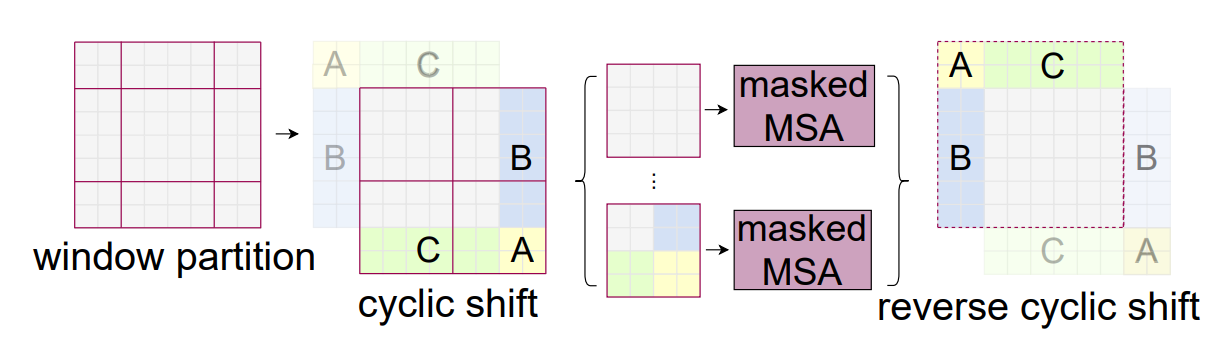 window partition
A
C
B
B
C
A
cyclic shift
masked
MSA
⋮
masked
MSA
A
C
B
B
C
A
reverse cyclic shift